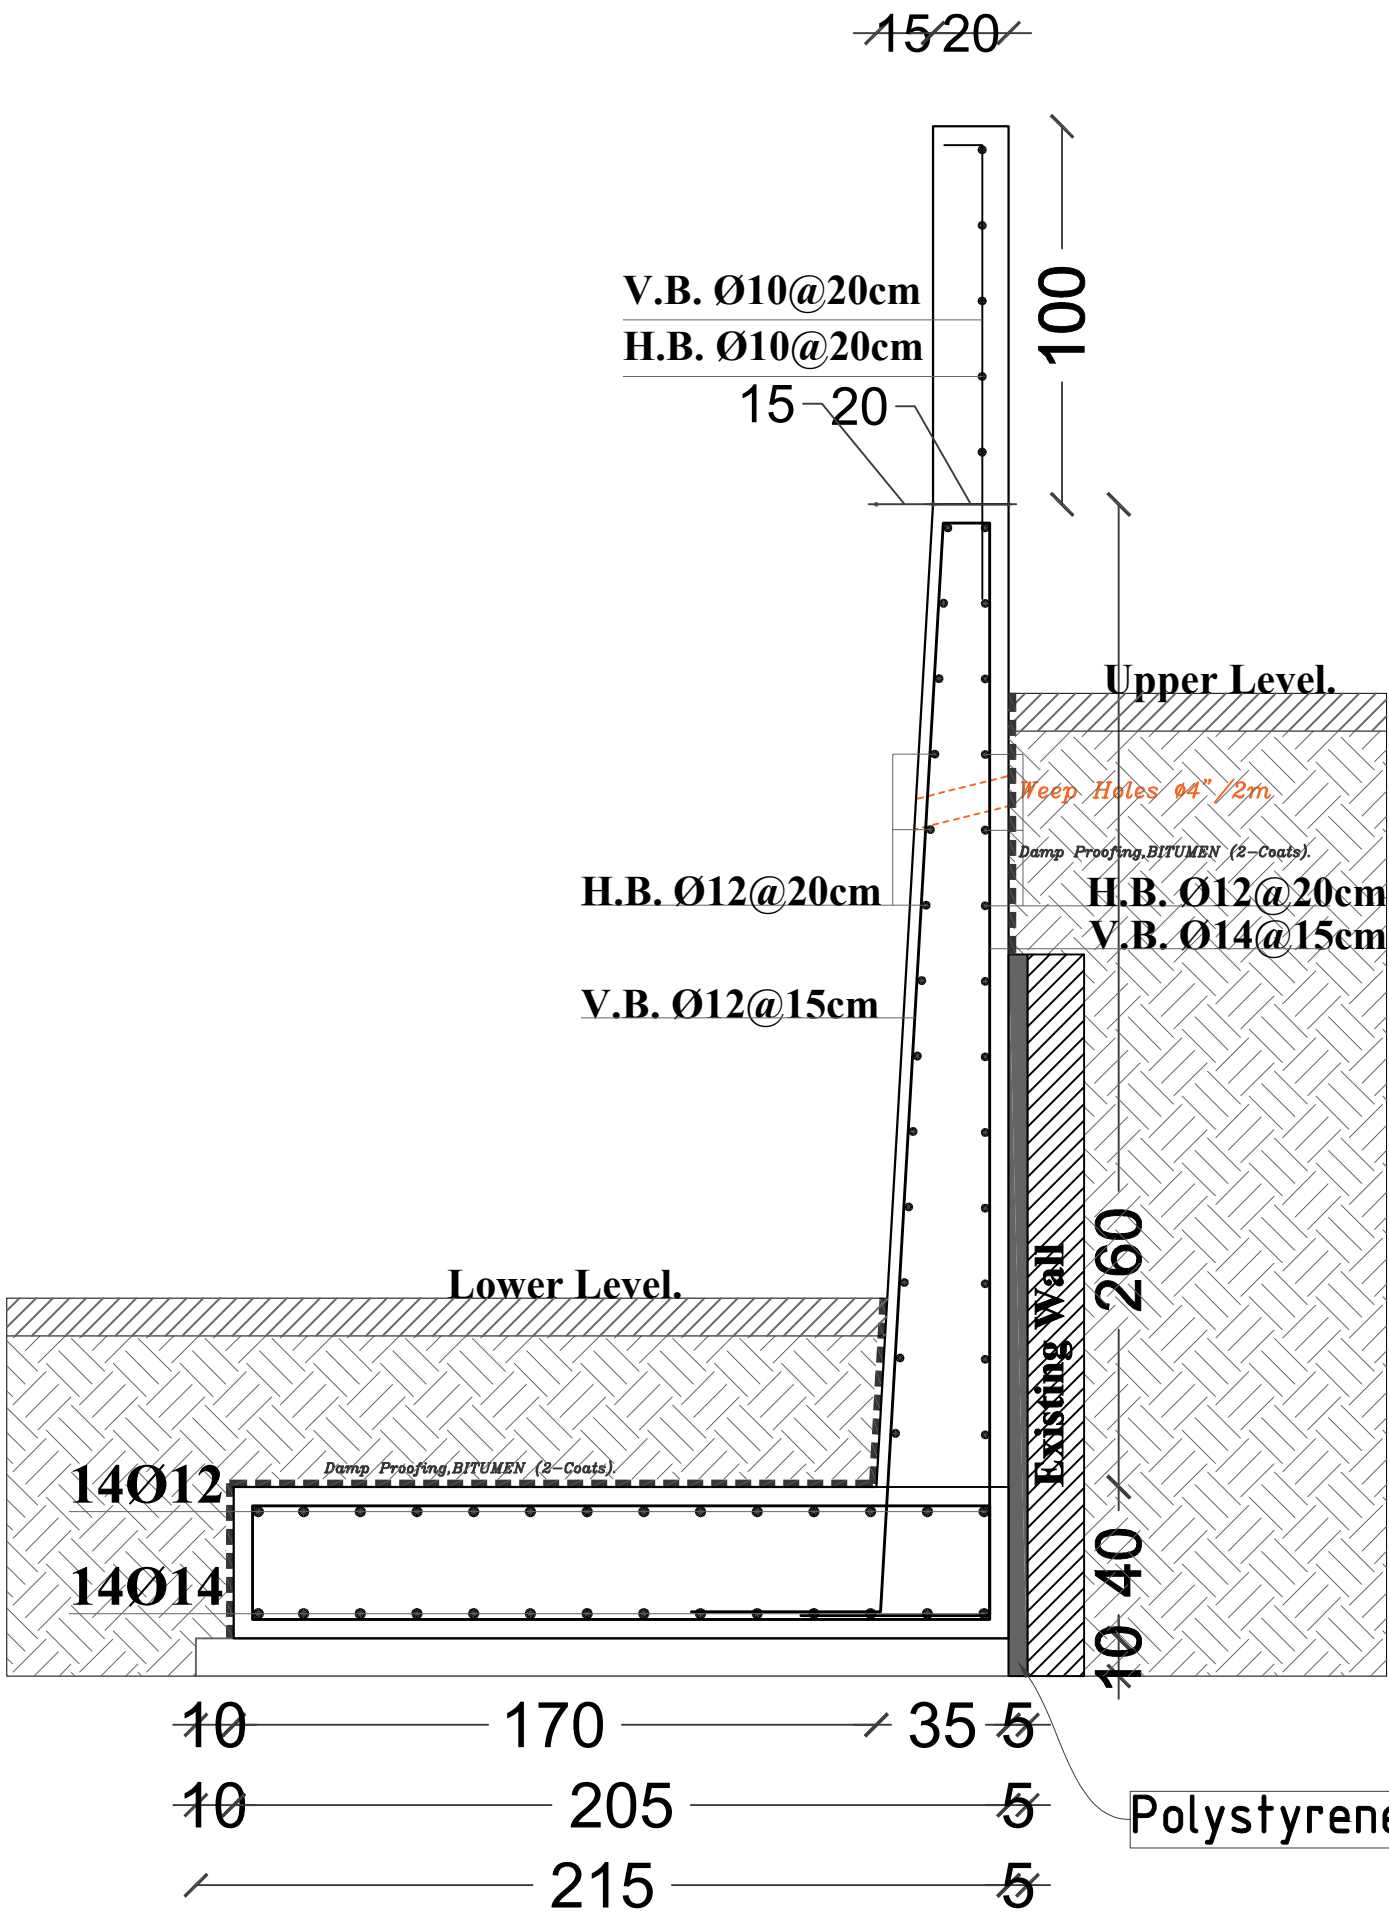 15 20
V.B. Ø10@20cm
H.B. Ø10@20cm
15 20
100
Upper Level.
Weep Holes ø4"/2m
Damp Proofing,BITUMEN (2-Coats).
H.B. Ø12@20cm
H.B. Ø12@20cm
V.B. Ø14@15cm
V.B. Ø12@15cm
260
Existing Wall
Lower Level.
Damp Proofing,BITUMEN (2-Coats).
14Ø12
40
14Ø14
10
10 170 35 5
10 205 5
Polystyrene
215 5